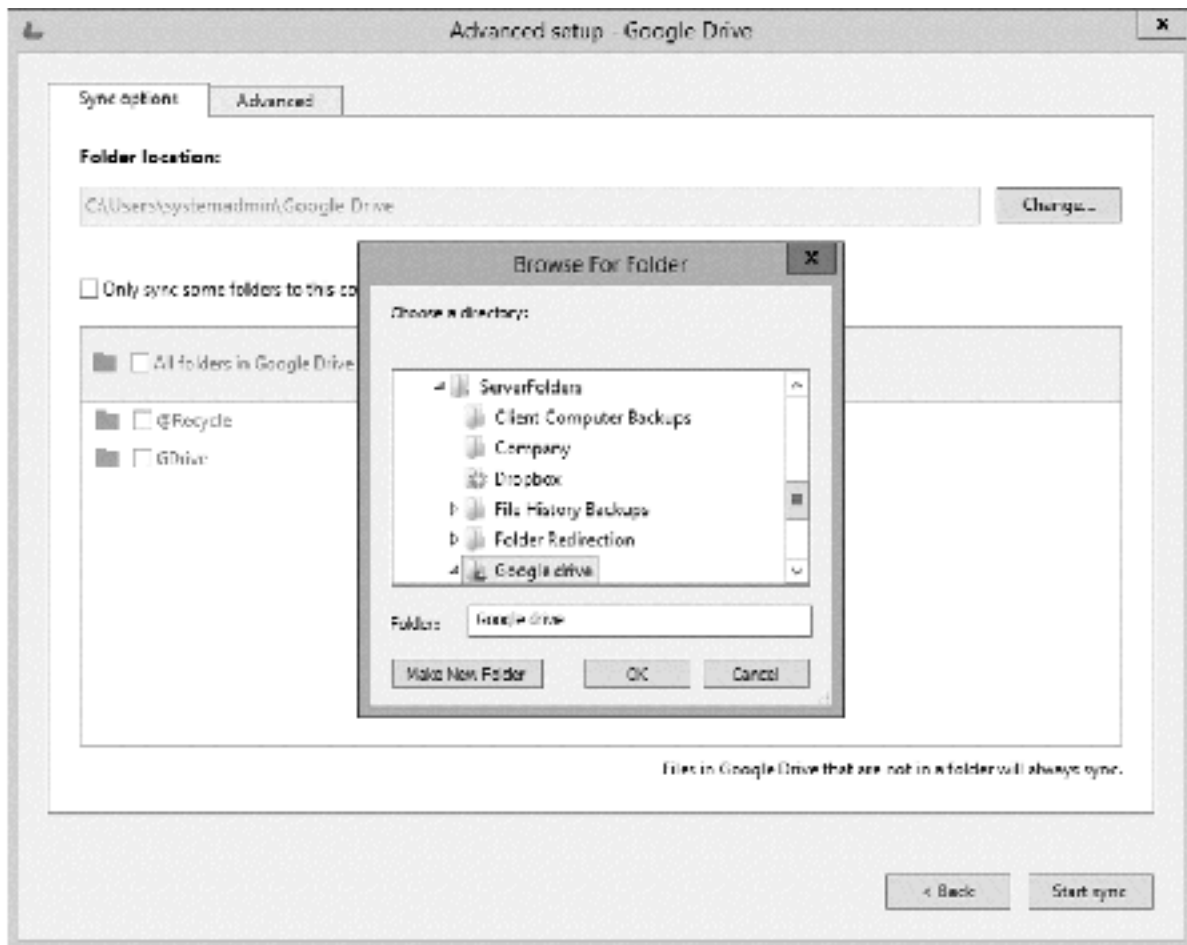 Advanced setup - Google Drive
x
Sync options
Advanced
Folder location:
C:\Users\systemadmin\Google Drive
Change...
Only sync some folders to this co
All folders in Google Drive
@Recycle
GDrive
Browse For Folder
x
Choose a directory:
ServerFolders
Client Computer Backups
Company
Dropbox
File History Backups
Folder Redirection
Google drive
Folder: Google drive
Make New Folder
OK
Cancel
Files in Google Drive that are not in a folder will always sync.
< Back
Start sync